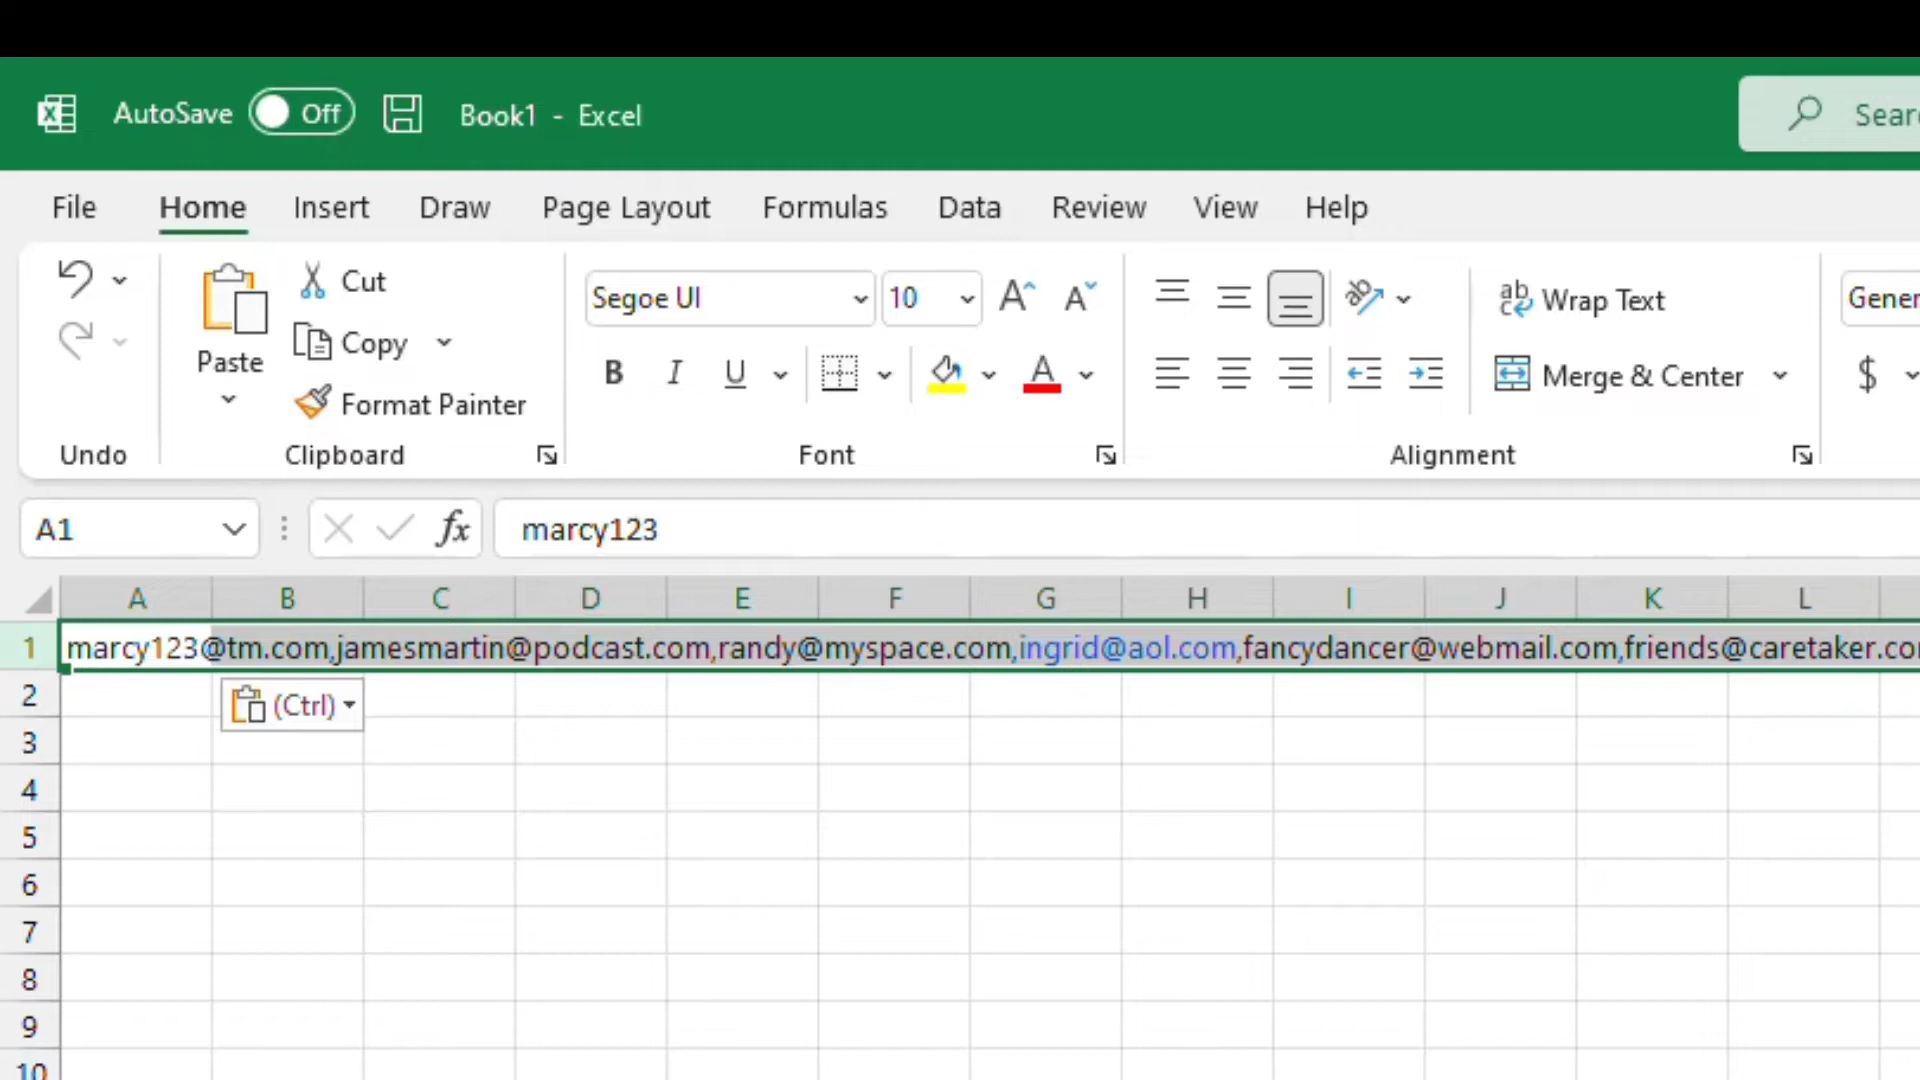 AutoSave Off Book1 - Excel
File Home Insert Draw Page Layout Formulas Data Review View Help
Cut
Segoe UI 10 Wrap Text
Paste Copy
B I U A Merge & Center $
Format Painter
Undo Clipboard Font Alignment
A1 fx marcy123
A B C D E F G H I J K L
1 marcy123@tm.com,jamesmartin@podcast.com,randy@myspace.com,ingrid@aol.com,fancydancer@webmail.com,friends@caretaker.co
2 (Ctrl)
3
4
5
6
7
8
9
10